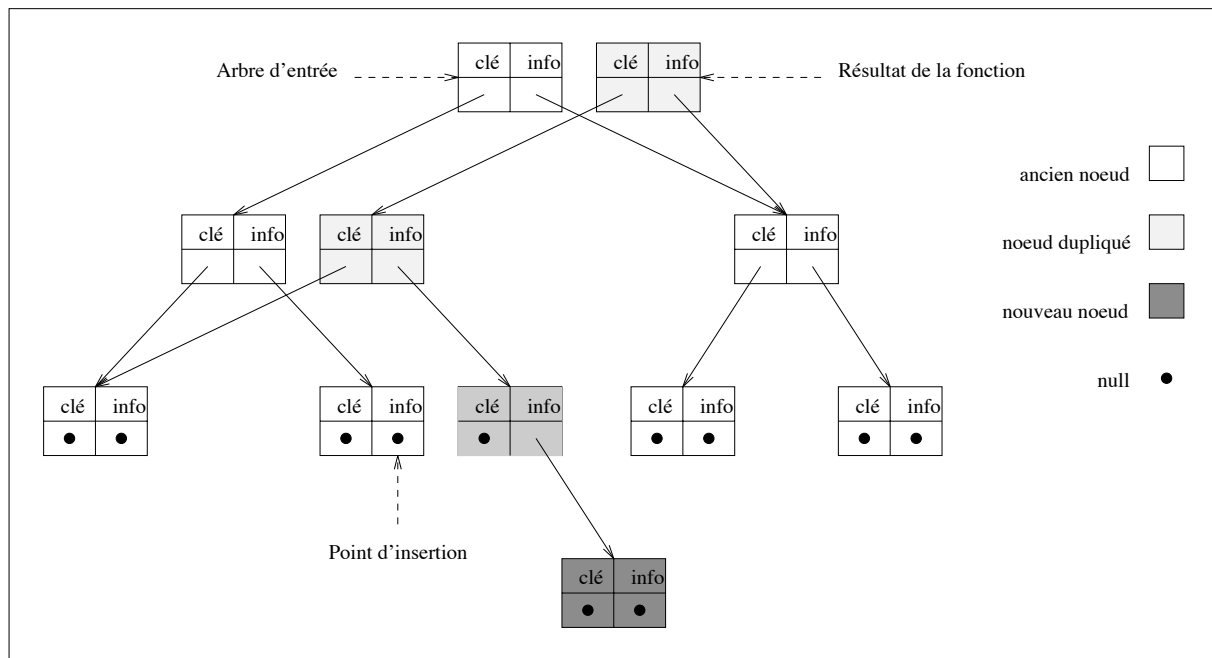 clé info clé info
Arbre d'entrée
Résultat de la fonction
ancien noeud
clé info clé info clé info
noeud dupliqué
nouveau noeud
null
clé info clé info clé info clé info clé info
Point d'insertion
clé info